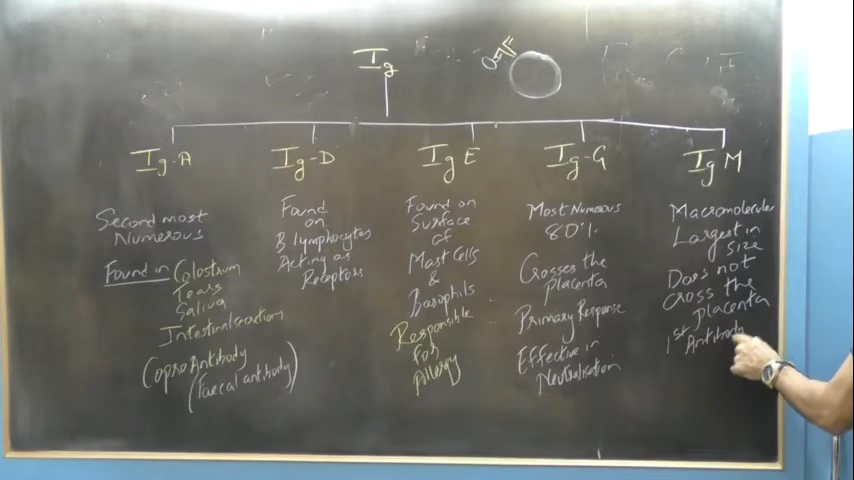 Ig
Ig-A
Ig-D
Ig E
Ig-G
Ig M
Second most
Numerous
Found in Colostrum
Tears
Saliva
Intestinal secretion
Copro Antibody
(Faecal antibody)
Found
on
B lymphocytes
Acting as
Receptors
Found on
Surface
of
Mast Cells
&
Basophils
Responsible
for
Allergy
Most Numerous
80%
Crosses the
Placenta
Primary Response
Effective in
Neutralisation
Macromolecular
Largest in
size
Does not
cross the
placenta
1st Antibody